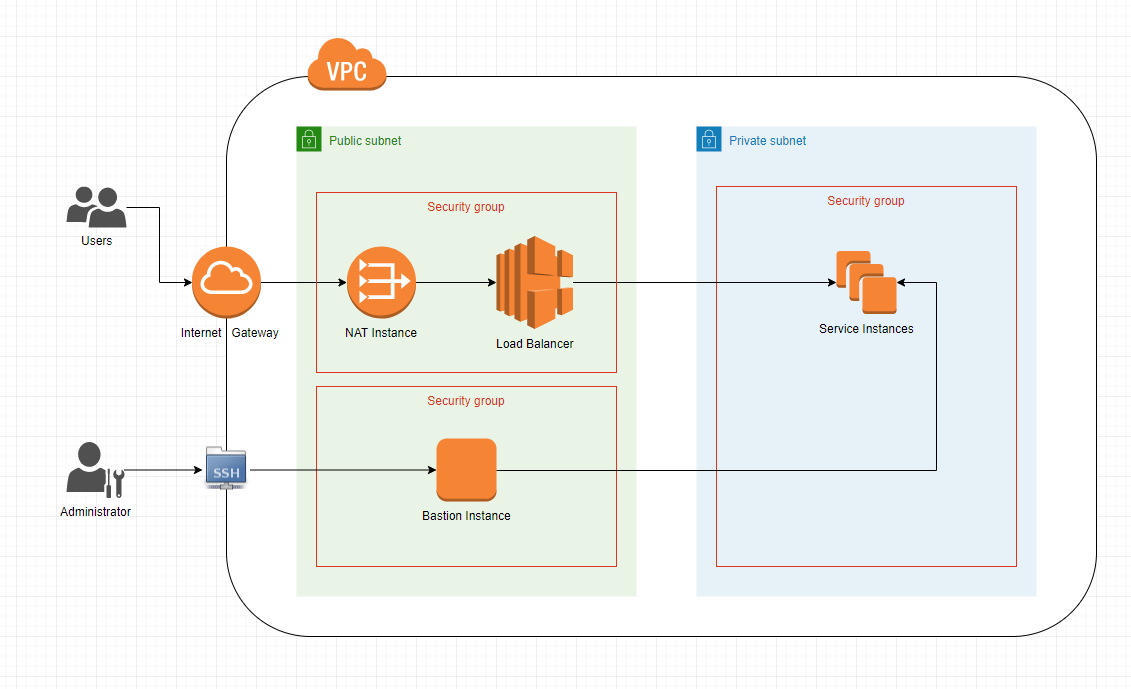 VPC
Public subnet
Private subnet
Security group
Security group
Users
Internet Gateway
NAT Instance
Load Balancer
Service Instances
Security group
SSH
Administrator
Bastion Instance